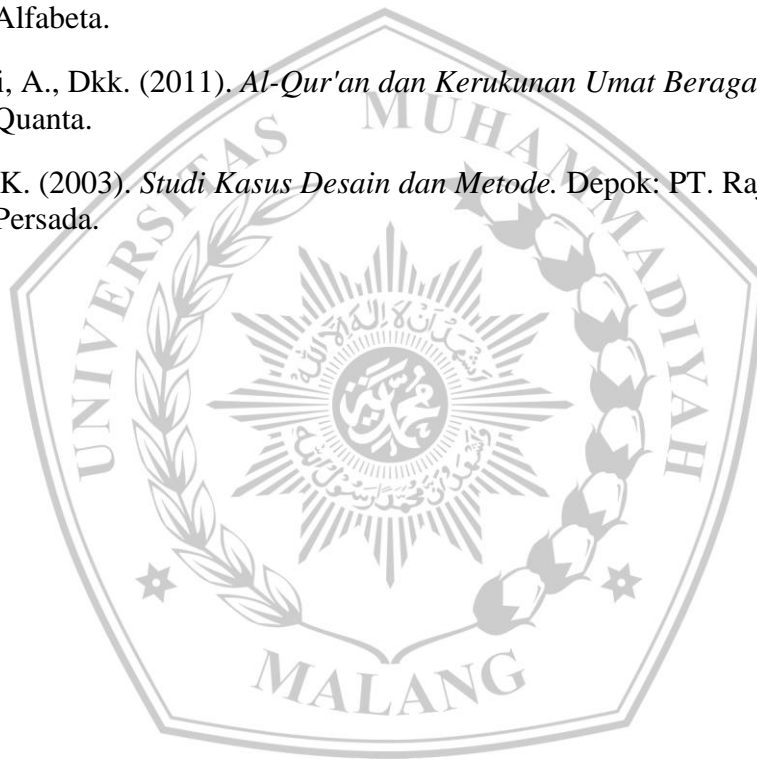 Alfabeta.
i, A., Dkk. (2011). Al-Qur'an dan Kerukunan Umat Beraga
Quanta.
K. (2003). Studi Kasus Desain dan Metode. Depok: PT. Raj
Persada.
UNIVERSITAS MUHAMMADIYAH
MALANG